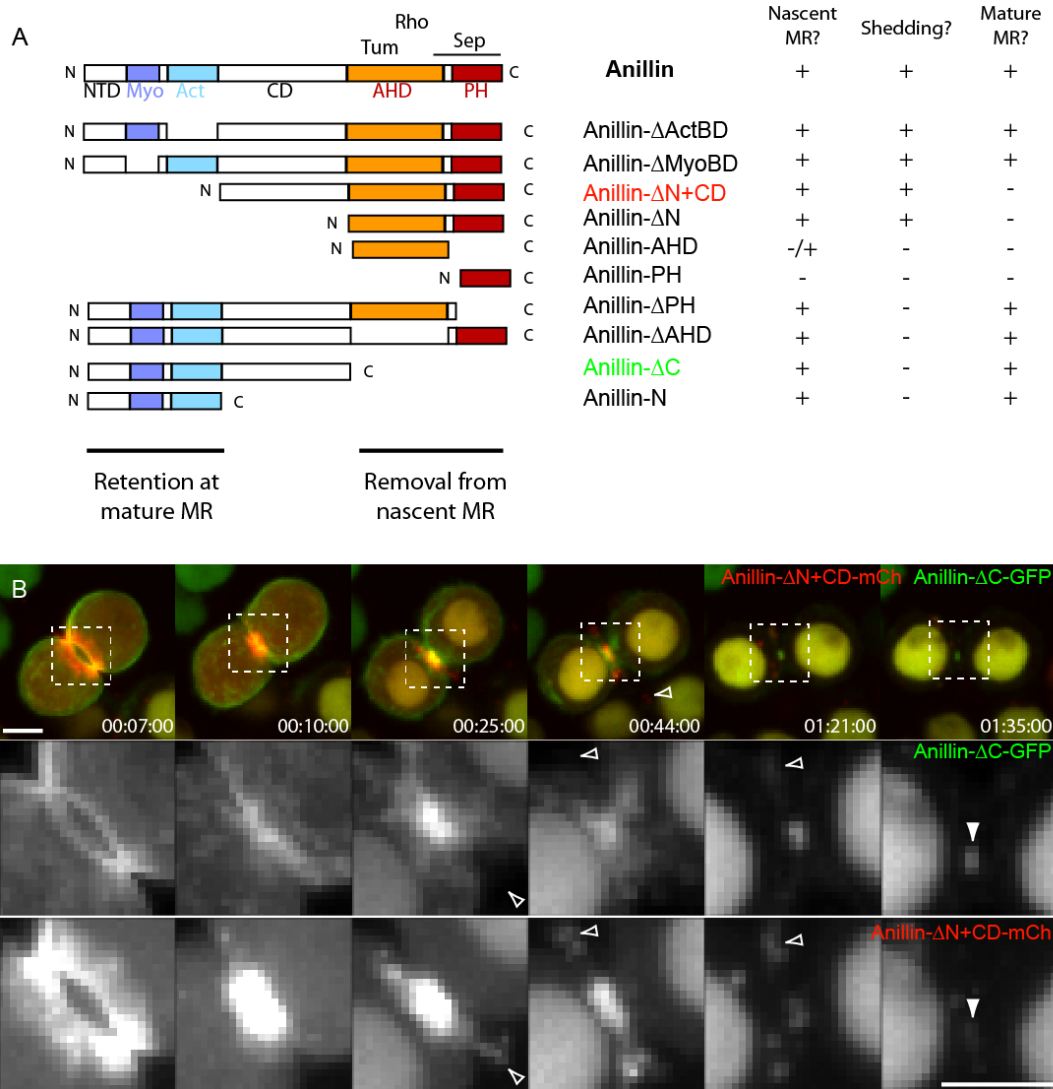 A
Rho
Tum Sep
Nascent MR? Shedding? Mature MR?
N C Anillin + + +
NTD Myo Act CD AHD PH
N C Anillin-ΔActBD + + +
N C Anillin-ΔMyoBD + + +
N C Anillin-ΔN+CD + + -
N C Anillin-ΔN + + -
N C Anillin-AHD -/+ - -
N C Anillin-PH - - -
N C Anillin-ΔPH + - +
N C Anillin-ΔAHD + - +
N C Anillin-ΔC + - +
N C Anillin-N + - +
Retention at mature MR
Removal from nascent MR
B
Anillin-ΔN+CD-mCh Anillin-ΔC-GFP
00:07:00 00:10:00 00:25:00 00:44:00 01:21:00 01:35:00
Anillin-ΔC-GFP
Anillin-ΔN+CD-mCh